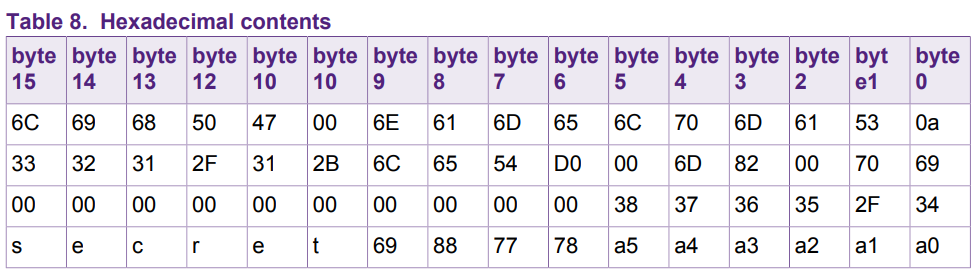 Table 8. Hexadecimal contents
byte 15 byte 14 byte 13 byte 12 byte 10 byte 10 byte 9 byte 8 byte 7 byte 6 byte 5 byte 4 byte 3 byte 2 byt e1 byte 0
6C 69 68 50 47 00 6E 61 6D 65 6C 70 6D 61 53 0a
33 32 31 2F 31 2B 6C 65 54 D0 00 6D 82 00 70 69
00 00 00 00 00 00 00 00 00 00 38 37 36 35 2F 34
s e c r e t 69 88 77 78 a5 a4 a3 a2 a1 a0